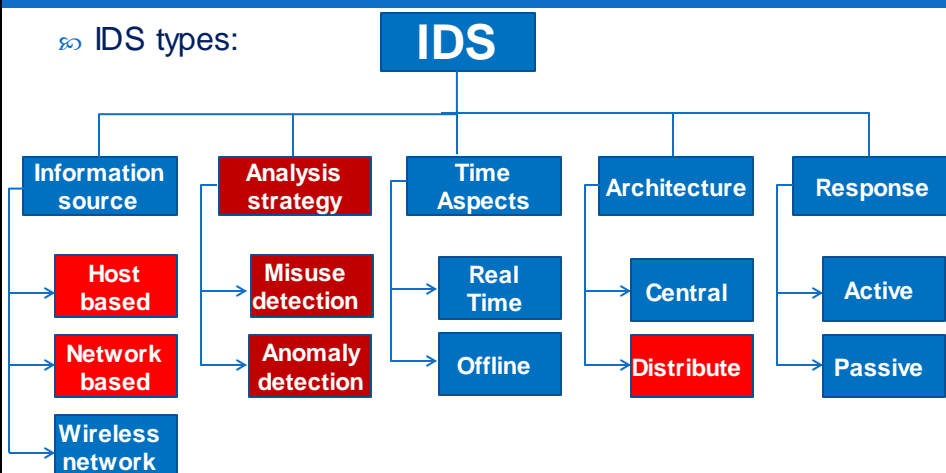 IDS types:
IDS
Information
source
Analysis
strategy
Time
Aspects
Architecture
Response
Host
based
Misuse
detection
Real
Time
Central
Active
Network
based
Anomaly
detection
Offline
Distribute
Passive
Wireless
network